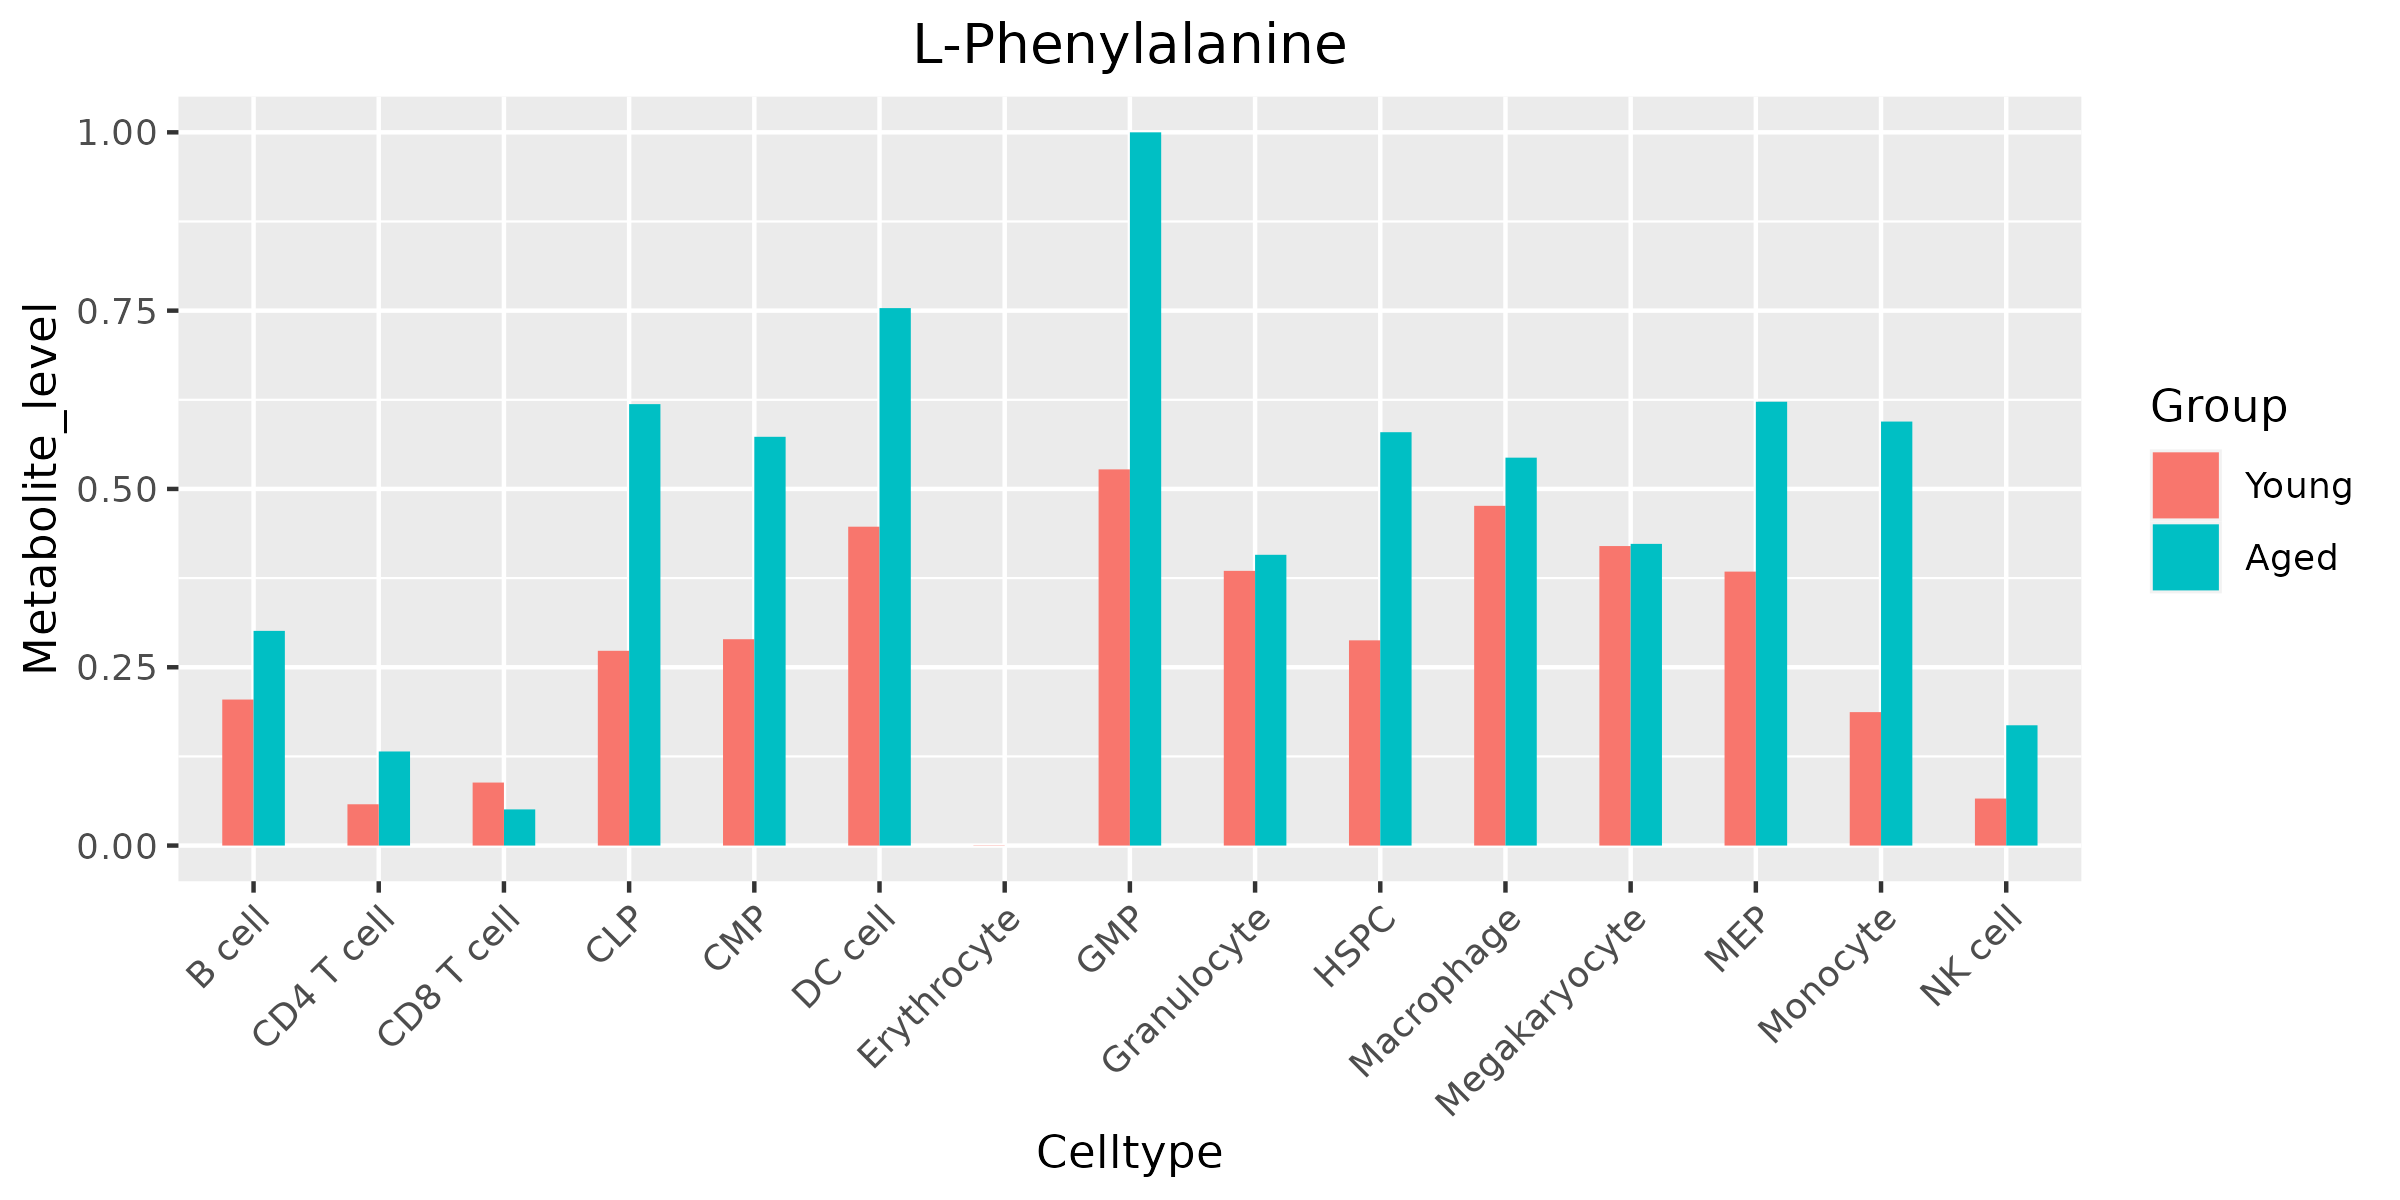 L-Phenylalanine
Metabolite_level
1.00
0.75
0.50
0.25
0.00
B cell
CD4 T cell
CD8 T cell
CLP
CMP
DC cell
Erythrocyte
GMP
Granulocyte
HSPC
Macrophage
Megakaryocyte
MEP
Monocyte
NK cell
Celltype
Group
Young
Aged